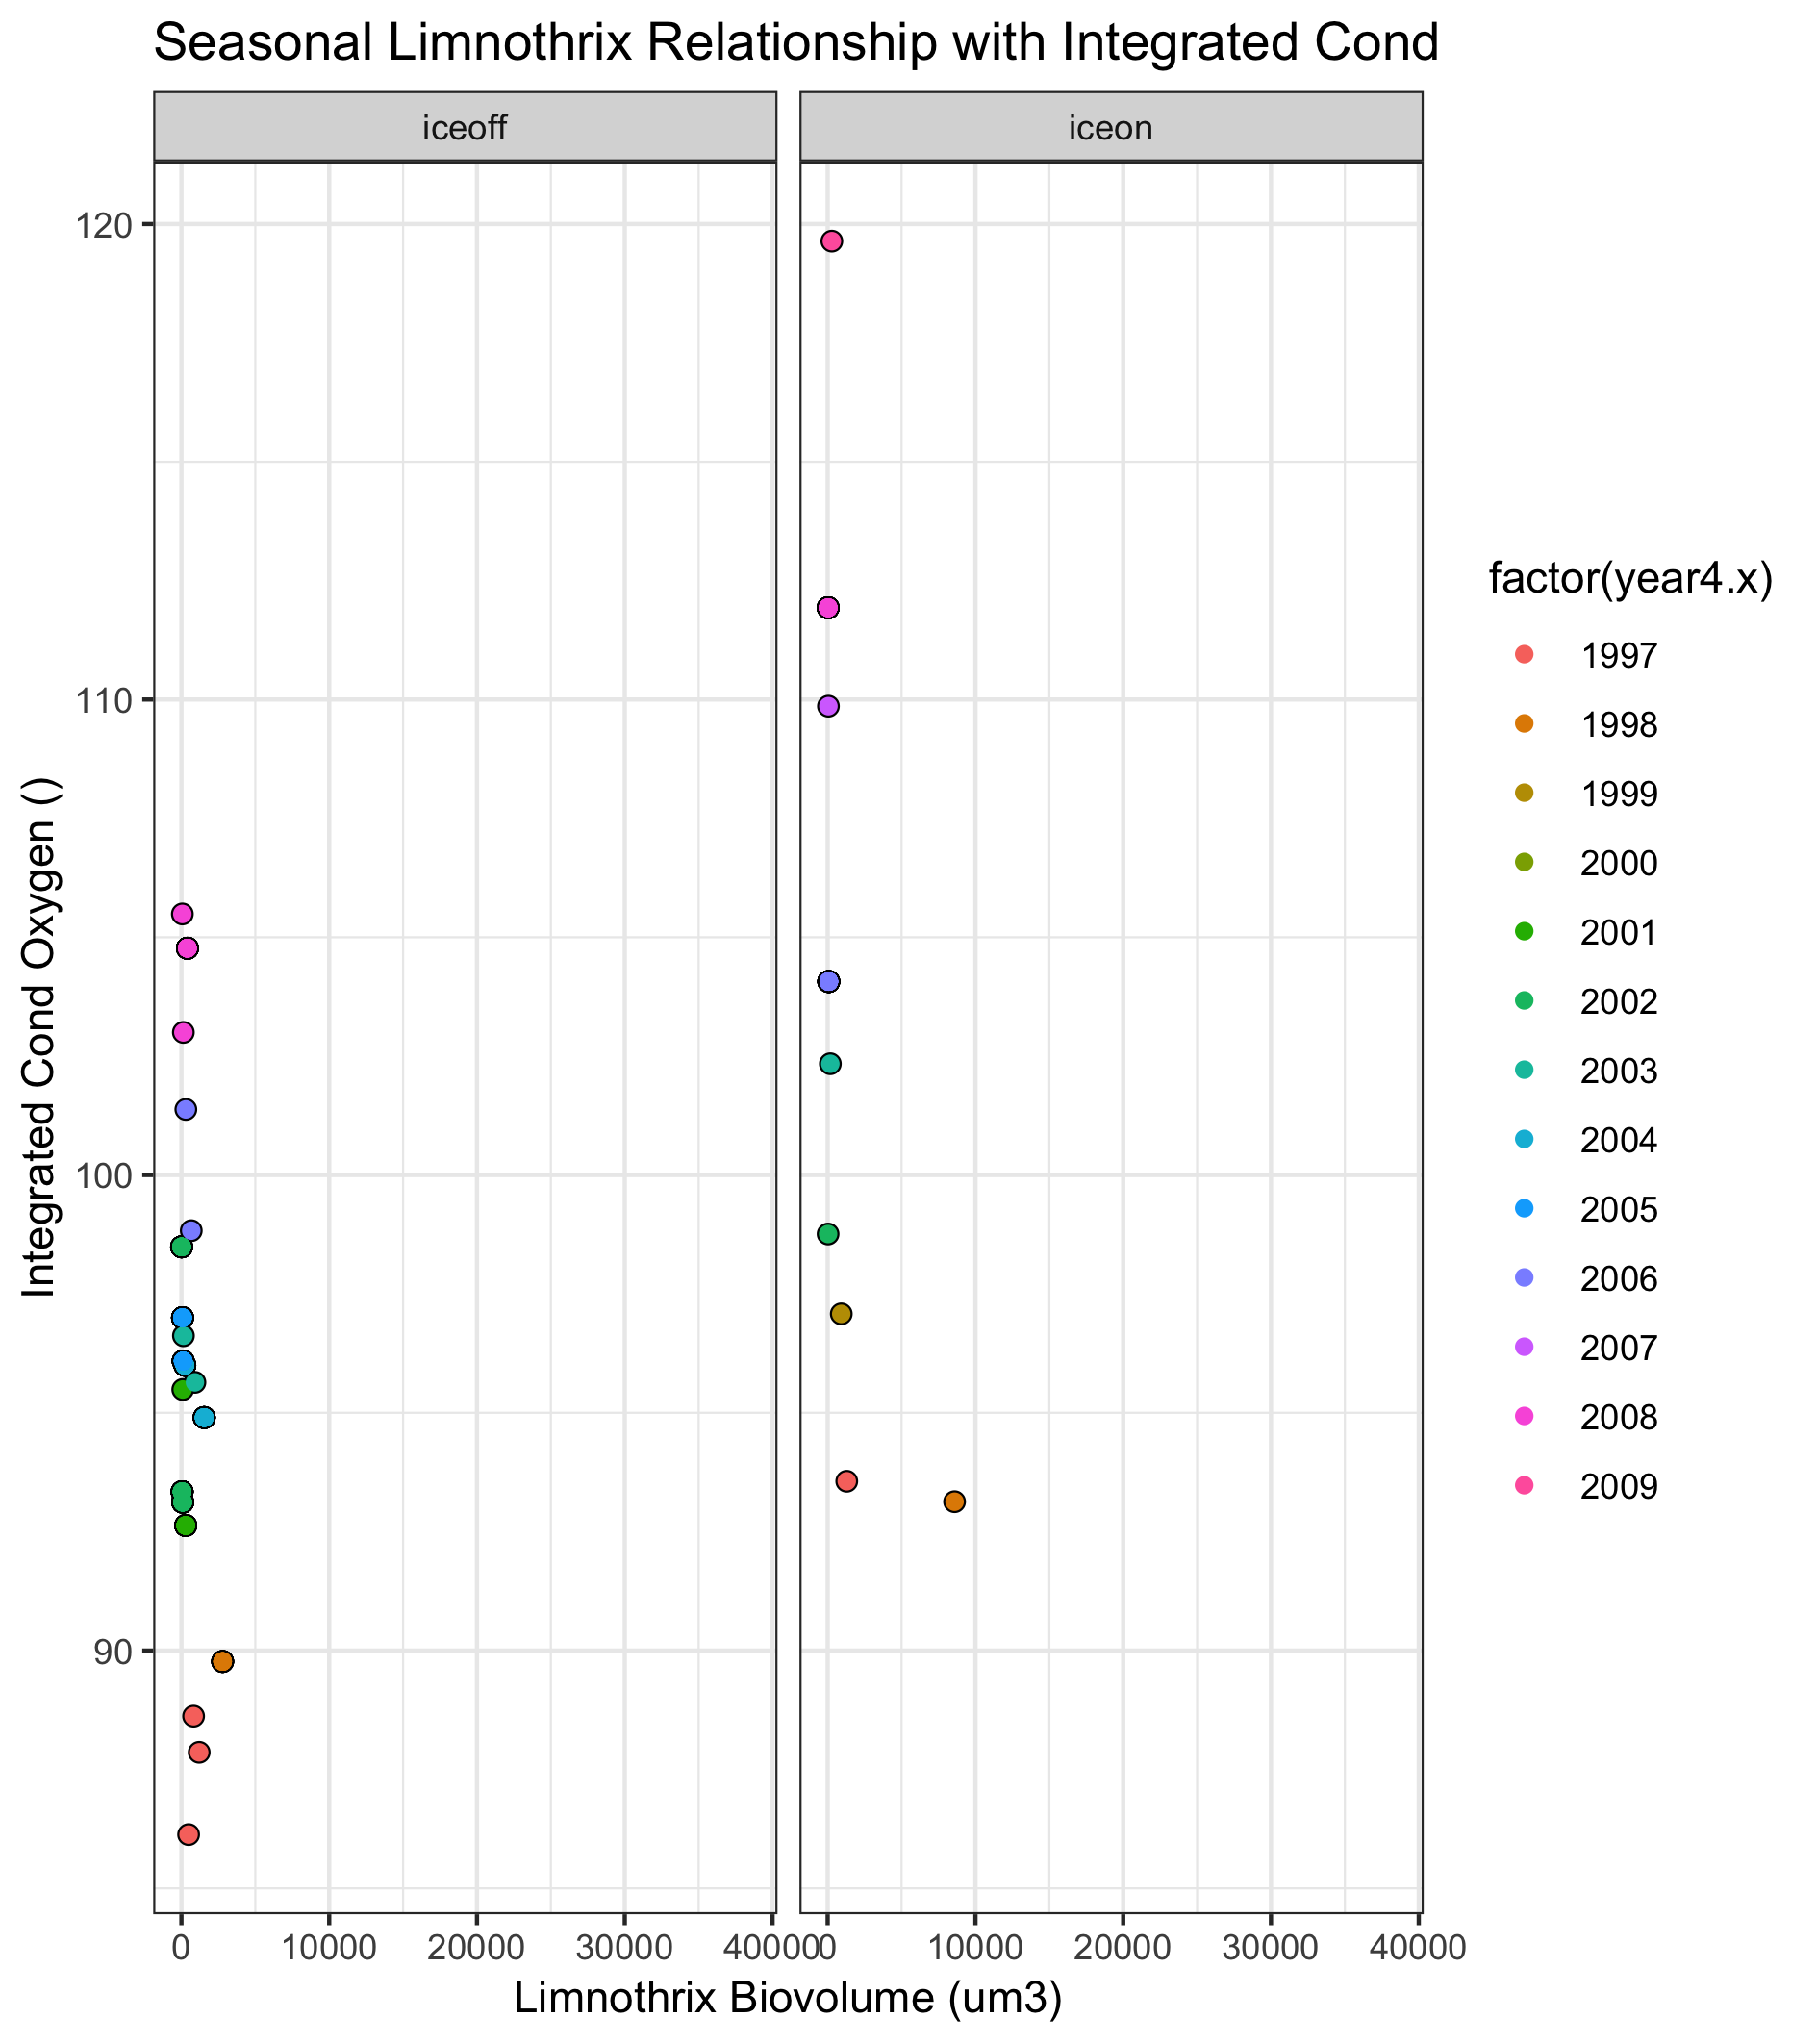 Seasonal Limnothrix Relationship with Integrated Cond
iceoff
iceon
120
110
100
90
Integrated Cond Oxygen ()
0 10000 20000 30000 40000
0 10000 20000 30000 40000
Limnothrix Biovolume (um3)
factor(year4.x)
1997
1998
1999
2000
2001
2002
2003
2004
2005
2006
2007
2008
2009